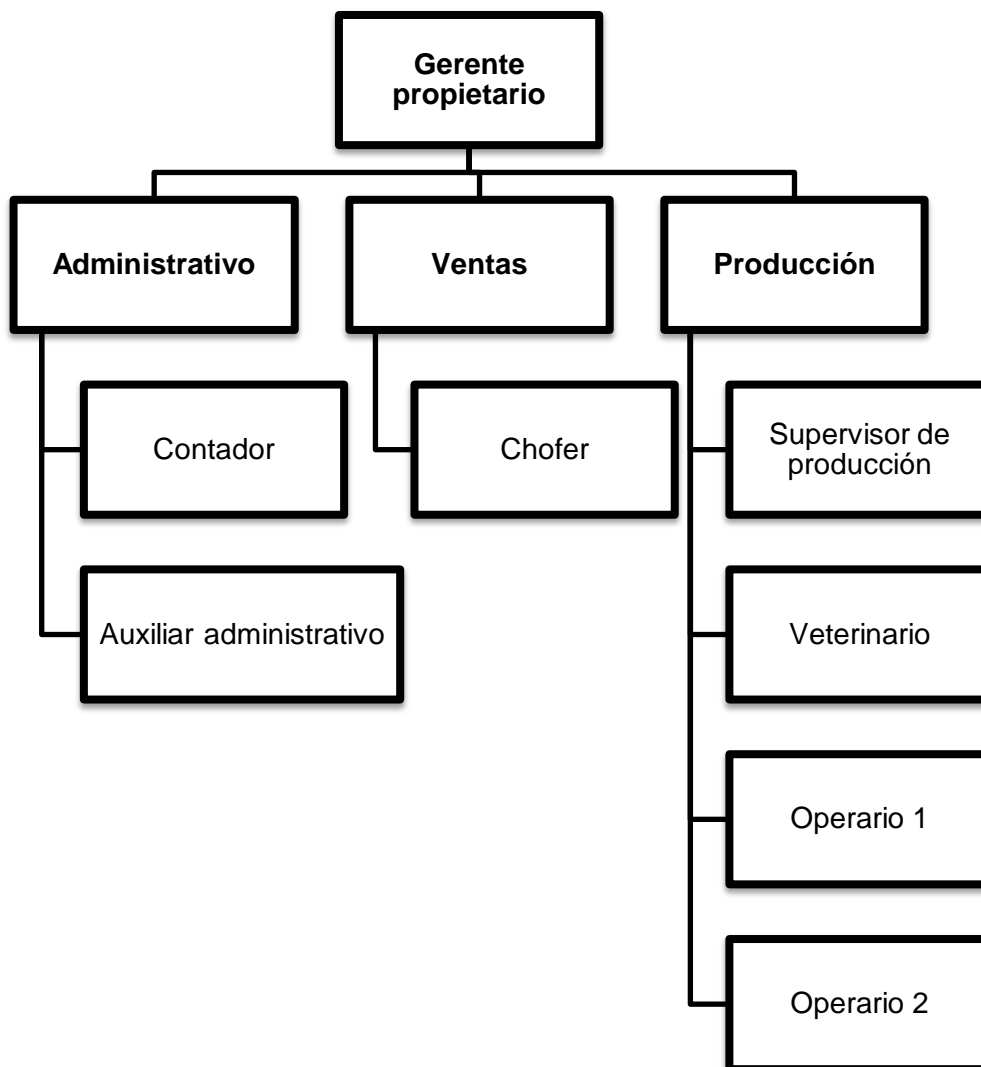 Gerente
propietario
Administrativo
Ventas
Producción
Contador
Chofer
Supervisor de
producción
Auxiliar administrativo
Veterinario
Operario 1
Operario 2